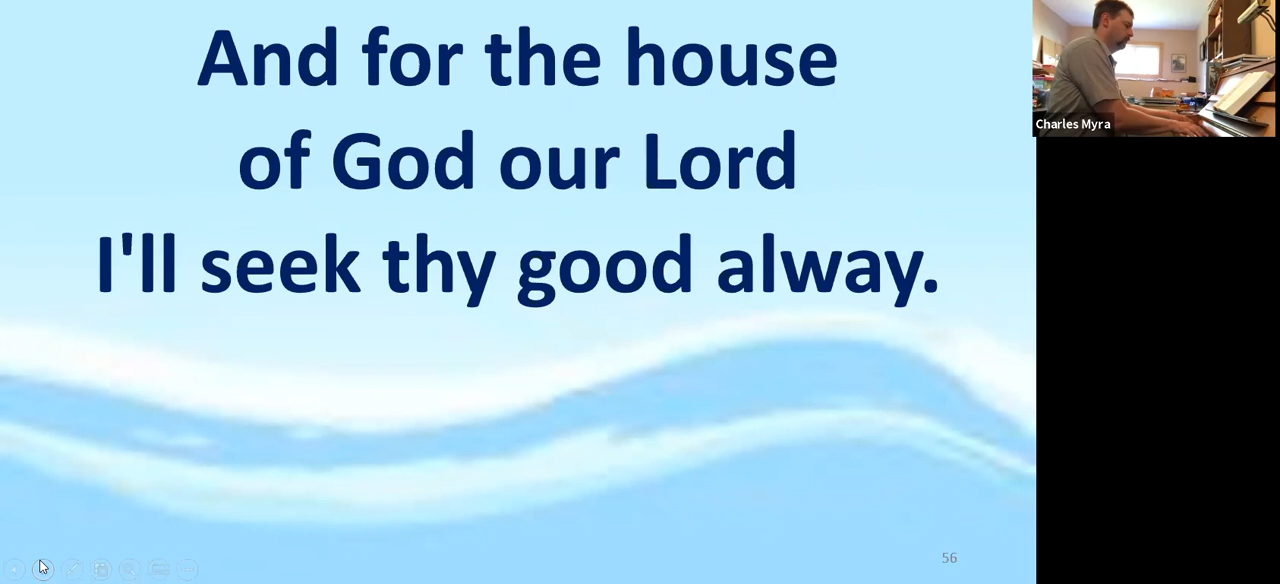 And for the house
of God our Lord
I'll seek thy good alway.
Charles Myra
56